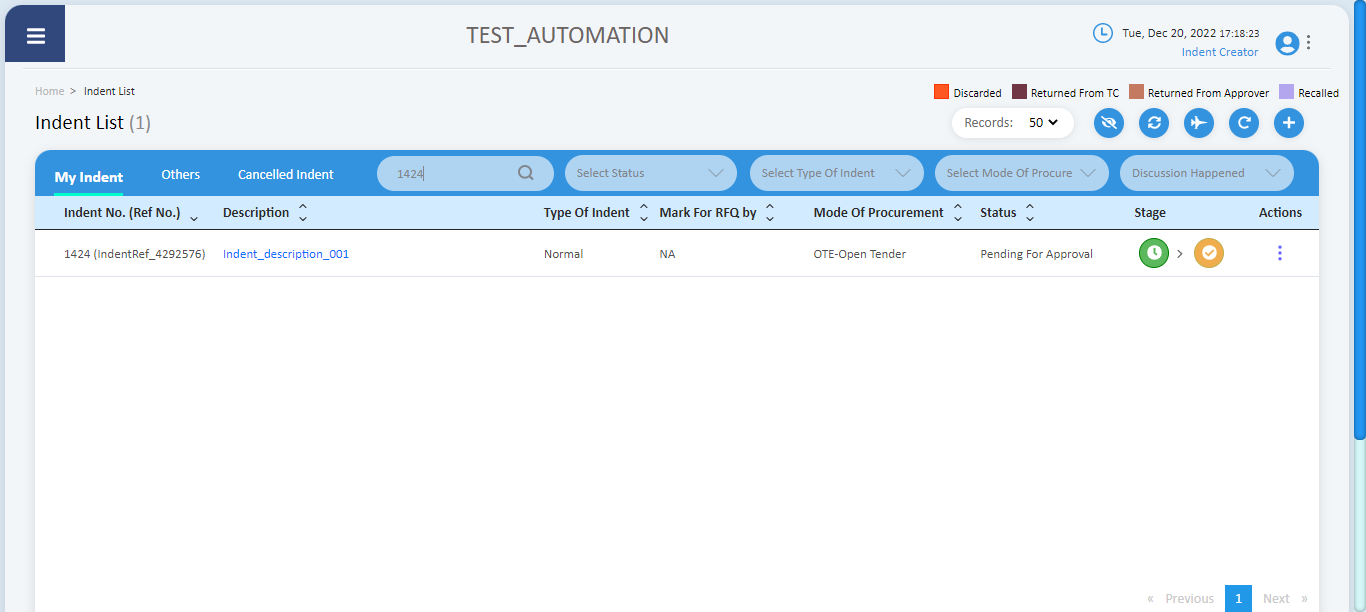 TEST_AUTOMATION
Tue, Dec 20, 2022 17:18:23
Indent Creator
Home > Indent List
Discarded Returned From TC Returned From Approver Recalled
Indent List (1)
Records: 50
My Indent Others Cancelled Indent 1424 Select Status Select Type Of Indent Select Mode Of Procure Discussion Happened
Indent No. (Ref No.) Description Type Of Indent Mark For RFQ by Mode Of Procurement Status Stage Actions
1424 (IndentRef_4292576) Indent_description_001 Normal NA OTE-Open Tender Pending For Approval >
« Previous 1 Next »